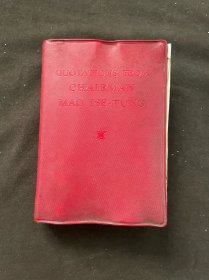 QUOTATIONS FROM
CHAIRMAN
MAO TSE-TUNG